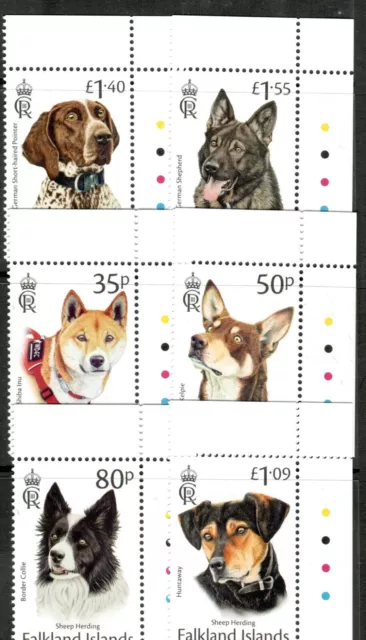 £1·40
German Short-haired Pointer
£1·55
German Shepherd
35p
Shiba Inu
50p
Kelpie
80p
Border Collie
Sheep Herding
Falkland Islands
£1·09
Huntaway
Sheep Herding
Falkland Islands